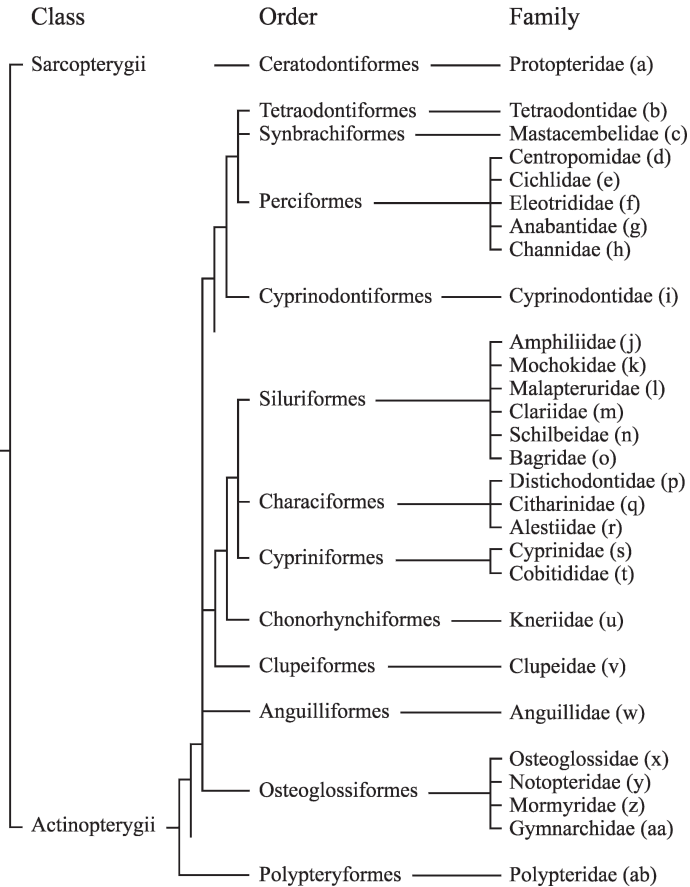 Class Order Family
Sarcopterygii Ceratodontiformes Protopteridae (a)
Tetraodontiformes Tetraodontidae (b)
Synbrachiformes Mastacembelidae (c)
Centropomidae (d)
Cichlidae (e)
Perciformes Eleotrididae (f)
Anabantidae (g)
Channidae (h)
Cyprinodontiformes Cyprinodontidae (i)
Amphiliidae (j)
Mochokidae (k)
Malapteruridae (l)
Siluriformes Clariidae (m)
Schilbeidae (n)
Bagridae (o)
Distichodontidae (p)
Characiformes Citharinidae (q)
Alestiidae (r)
Cypriniformes Cyprinidae (s)
Cobitididae (t)
Chonorhynchiformes Kneriidae (u)
Clupeiformes Clupeidae (v)
Anguilliformes Anguillidae (w)
Osteoglossidae (x)
Notopteridae (y)
Osteoglossiformes Mormyridae (z)
Actinopterygii Gymnarchidae (aa)
Polypteryformes Polypteridae (ab)